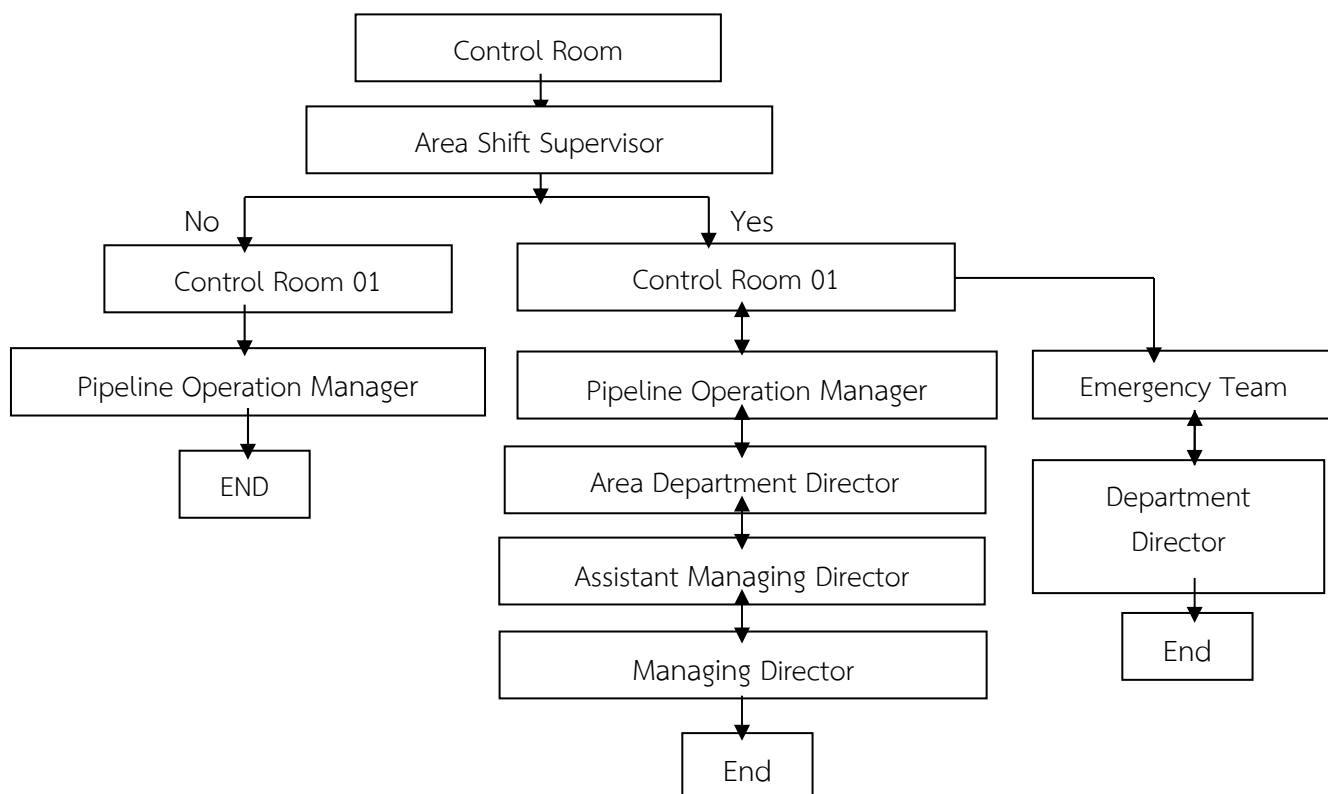 Control Room
Area Shift Supervisor
No
Yes
Control Room 01
Control Room 01
Pipeline Operation Manager
Pipeline Operation Manager
Emergency Team
END
Area Department Director
Department
Director
Assistant Managing Director
End
Managing Director
End